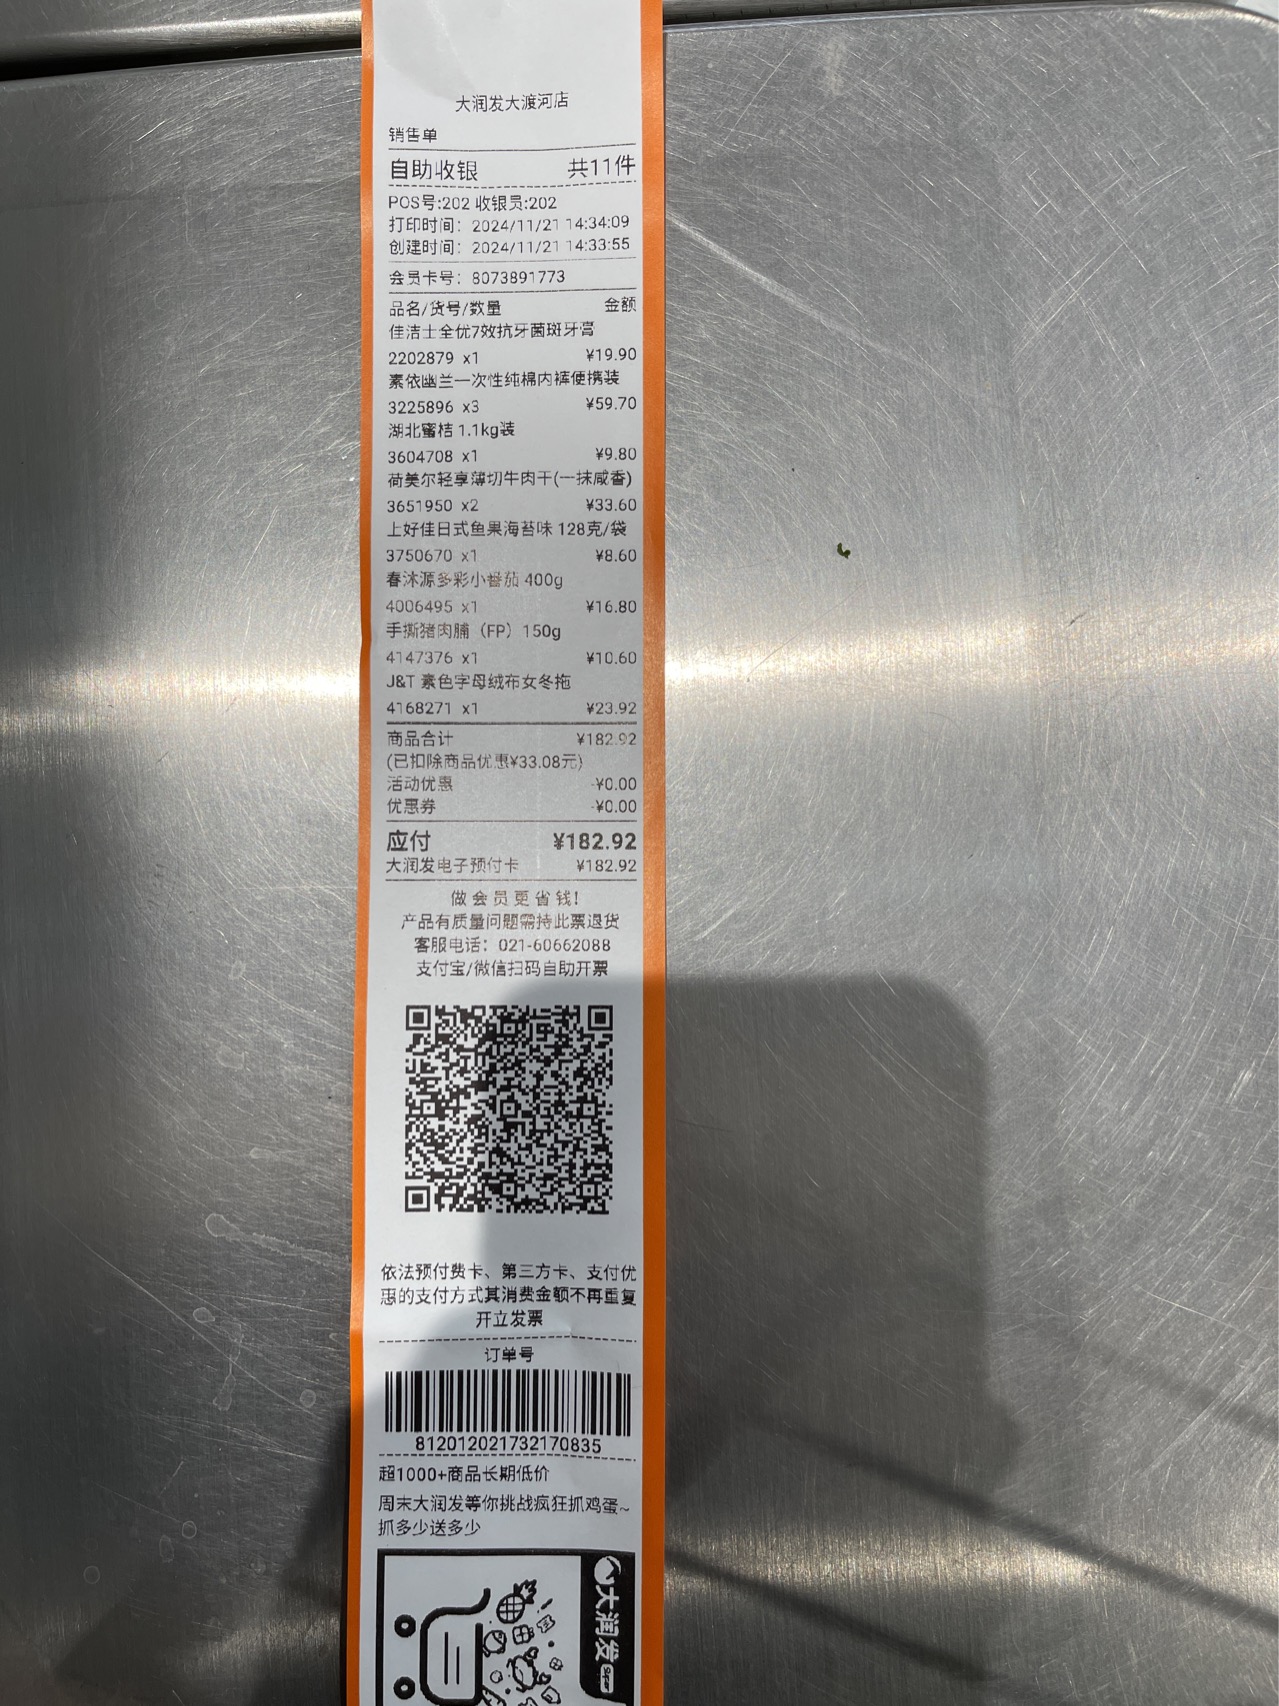 大润发大渡河店
销售单
自助收银 共11件
POS号:202 收银员:202
打印时间：2024/11/21 14:34:09
创建时间：2024/11/21 14:33:55
会员卡号：8073891773
品名/货号/数量 金额
佳洁士全优7效抗牙菌斑牙膏
2202879 x1 ¥19.90
素依幽兰一次性纯棉内裤便携装
3225896 x3 ¥59.70
湖北蜜桔 1.1kg装
3604708 x1 ¥9.80
荷美尔轻享薄切牛肉干(一抹咸香)
3651950 x2 ¥33.60
上好佳日式鱼果海苔味 128克/袋
3750670 x1 ¥8.60
春沐源多彩小番茄 400g
4006495 x1 ¥16.80
手撕猪肉脯（FP）150g
4147376 x1 ¥10.60
J&T 素色字母绒布女冬拖
4168271 x1 ¥23.92
商品合计 ¥182.92
(已扣除商品优惠¥33.08元)
活动优惠 -¥0.00
优惠券 -¥0.00
应付 ¥182.92
大润发电子预付卡 ¥182.92
做会员更省钱!
产品有质量问题需持此票退货
客服电话：021-60662088
支付宝/微信扫码自助开票
依法预付费卡、第三方卡、支付优
惠的支付方式其消费金额不再重复
开立发票
订单号
812012021732170835
超1000+商品长期低价
周末大润发等你挑战疯狂抓鸡蛋~
抓多少送多少
大润发 Super